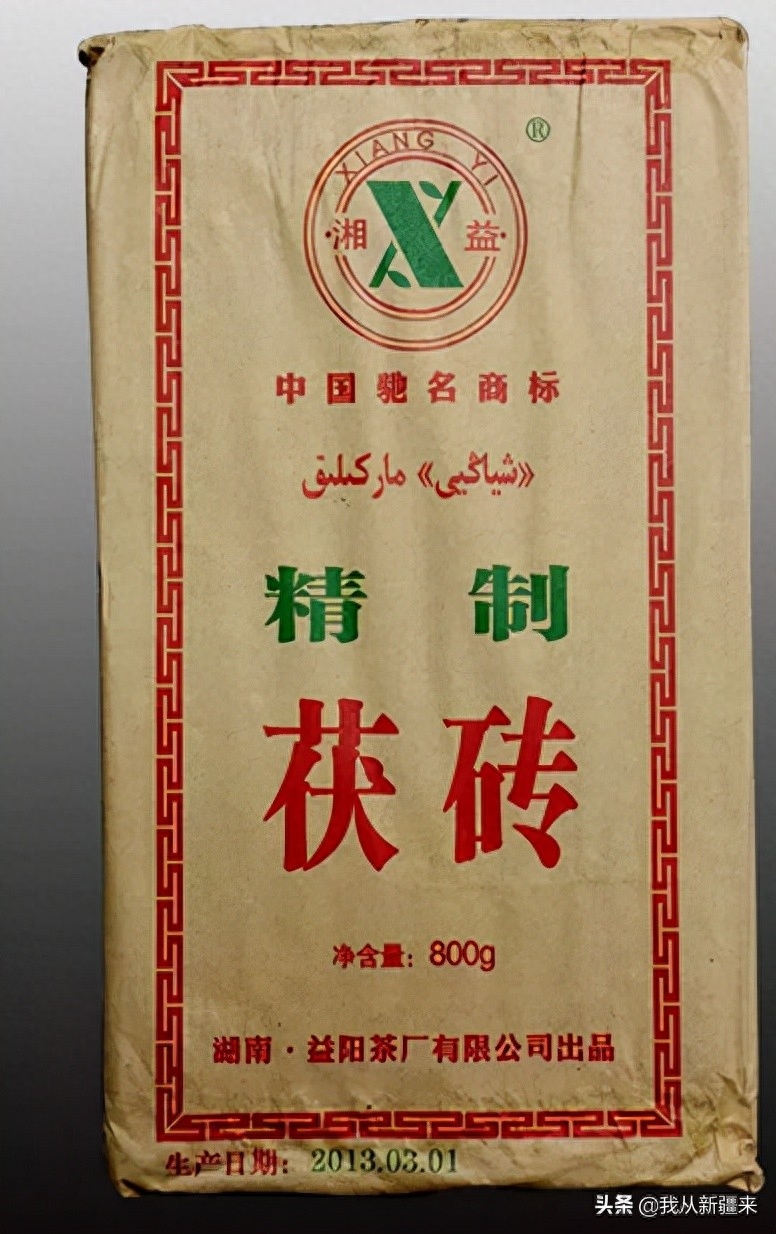 XIANG YI
®
·湘 益·
中国驰名商标
«شياڭيى» ماركىلىق
精制
茯砖
净含量：800g
湖南·益阳茶厂有限公司出品
生产日期：2013.03.01
头条 @我从新疆来